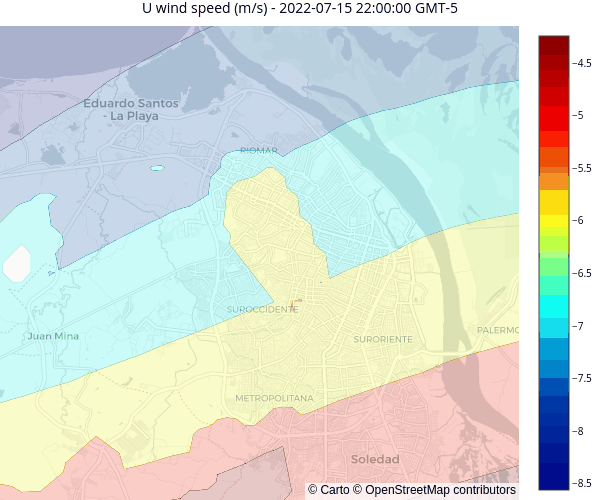 U wind speed (m/s) - 2022-07-15 22:00:00 GMT-5
Eduardo Santos
- La Playa
RIOMAR
SUROCCIDENTE
Juan Mina
SURORIENTE
PALERMO
METROPOLITANA
Soledad
© Carto © OpenStreetMap contributors
−4.5
−5
−5.5
−6
−6.5
−7
−7.5
−8
−8.5